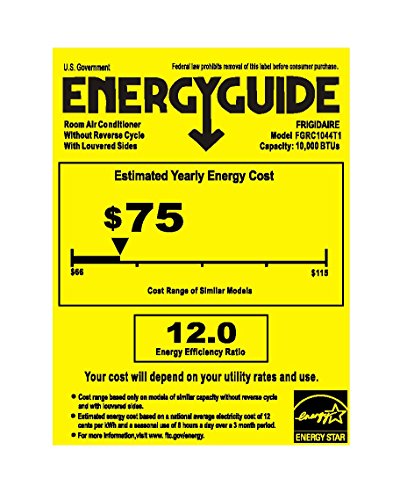 U.S. Government
Federal law prohibits removal of this label before consumer purchase.
ENERGYGUIDE
Room Air Conditioner
Without Reverse Cycle
With Louvered Sides
FRIGIDAIRE
Model FGRC1044T1
Capacity: 10,000 BTUs
Estimated Yearly Energy Cost
$75
$66
$115
Cost Range of Similar Models
12.0
Energy Efficiency Ratio
Your cost will depend on your utility rates and use.
● Cost range based only on models of similar capacity without reverse cycle
and with louvered sides.
● Estimated energy cost based on a national average electricity cost of 12
cents per kWh and a seasonal use of 8 hours a day over a 3 month period.
● For more information,visit www. ftc.gov/energy.
energy
ENERGY STAR